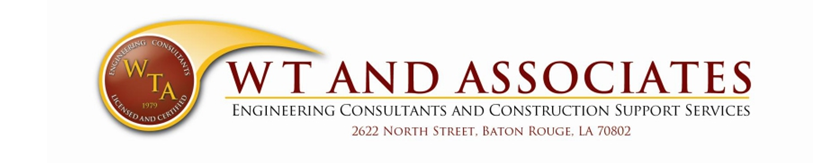 ENGINEERING CONSULTANTS
WTA
1979
LICENSED AND CERTIFIED
W T AND ASSOCIATES
ENGINEERING CONSULTANTS AND CONSTRUCTION SUPPORT SERVICES
2622 NORTH STREET, BATON ROUGE, LA 70802